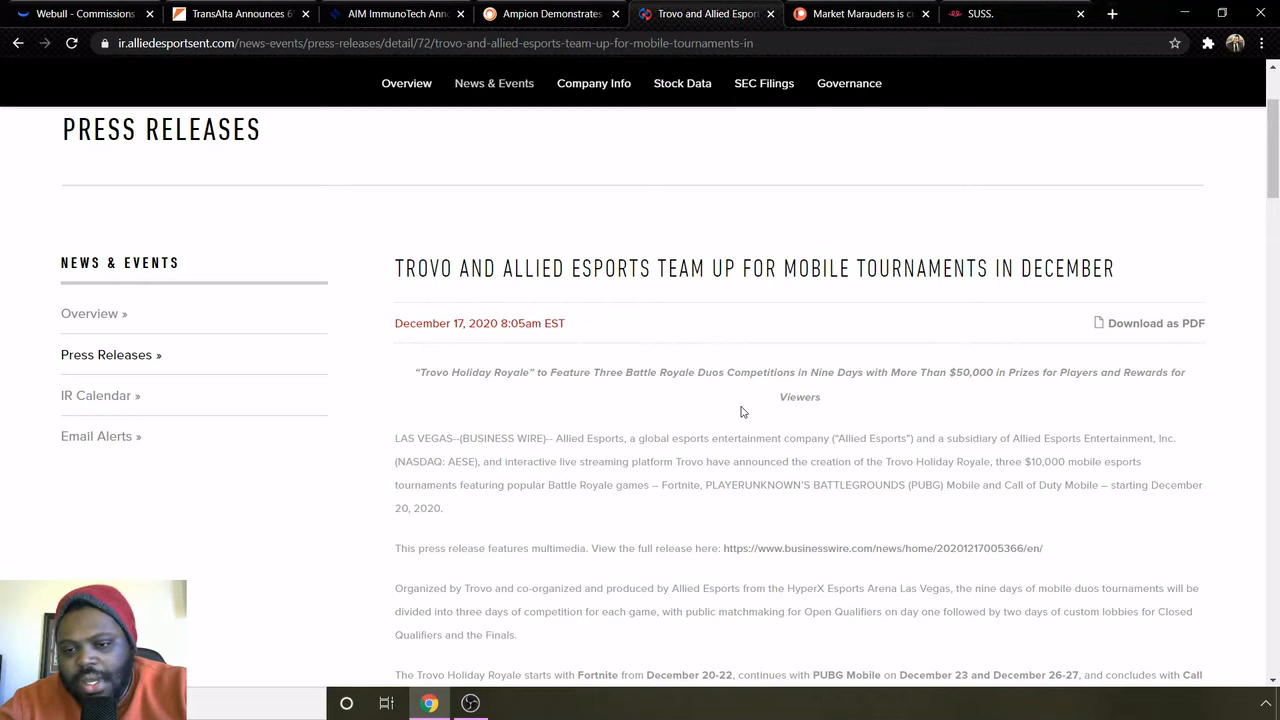 Webull - Commissions
TransAlta Announces 6
AIM ImmunoTech Ann
Ampion Demonstrates
Trovo and Allied Espor
Market Marauders is c
SUSS.
ir.alliedesportsent.com/news-events/press-releases/detail/72/trovo-and-allied-esports-team-up-for-mobile-tournaments-in
Overview News & Events Company Info Stock Data SEC Filings Governance
PRESS RELEASES
NEWS & EVENTS
Overview »
Press Releases »
IR Calendar »
Email Alerts »
TROVO AND ALLIED ESPORTS TEAM UP FOR MOBILE TOURNAMENTS IN DECEMBER
December 17, 2020 8:05am EST
Download as PDF
“Trovo Holiday Royale” to Feature Three Battle Royale Duos Competitions in Nine Days with More Than $50,000 in Prizes for Players and Rewards for
Viewers
LAS VEGAS--(BUSINESS WIRE)-- Allied Esports, a global esports entertainment company (“Allied Esports”) and a subsidiary of Allied Esports Entertainment, Inc.
(NASDAQ: AESE), and interactive live streaming platform Trovo have announced the creation of the Trovo Holiday Royale, three $10,000 mobile esports
tournaments featuring popular Battle Royale games – Fortnite, PLAYERUNKNOWN’S BATTLEGROUNDS (PUBG) Mobile and Call of Duty Mobile – starting December
20, 2020.
This press release features multimedia. View the full release here: https://www.businesswire.com/news/home/20201217005366/en/
Organized by Trovo and co-organized and produced by Allied Esports from the HyperX Esports Arena Las Vegas, the nine days of mobile duos tournaments will be
divided into three days of competition for each game, with public matchmaking for Open Qualifiers on day one followed by two days of custom lobbies for Closed
Qualifiers and the Finals.
The Trovo Holiday Royale starts with Fortnite from December 20-22, continues with PUBG Mobile on December 23 and December 26-27, and concludes with Call